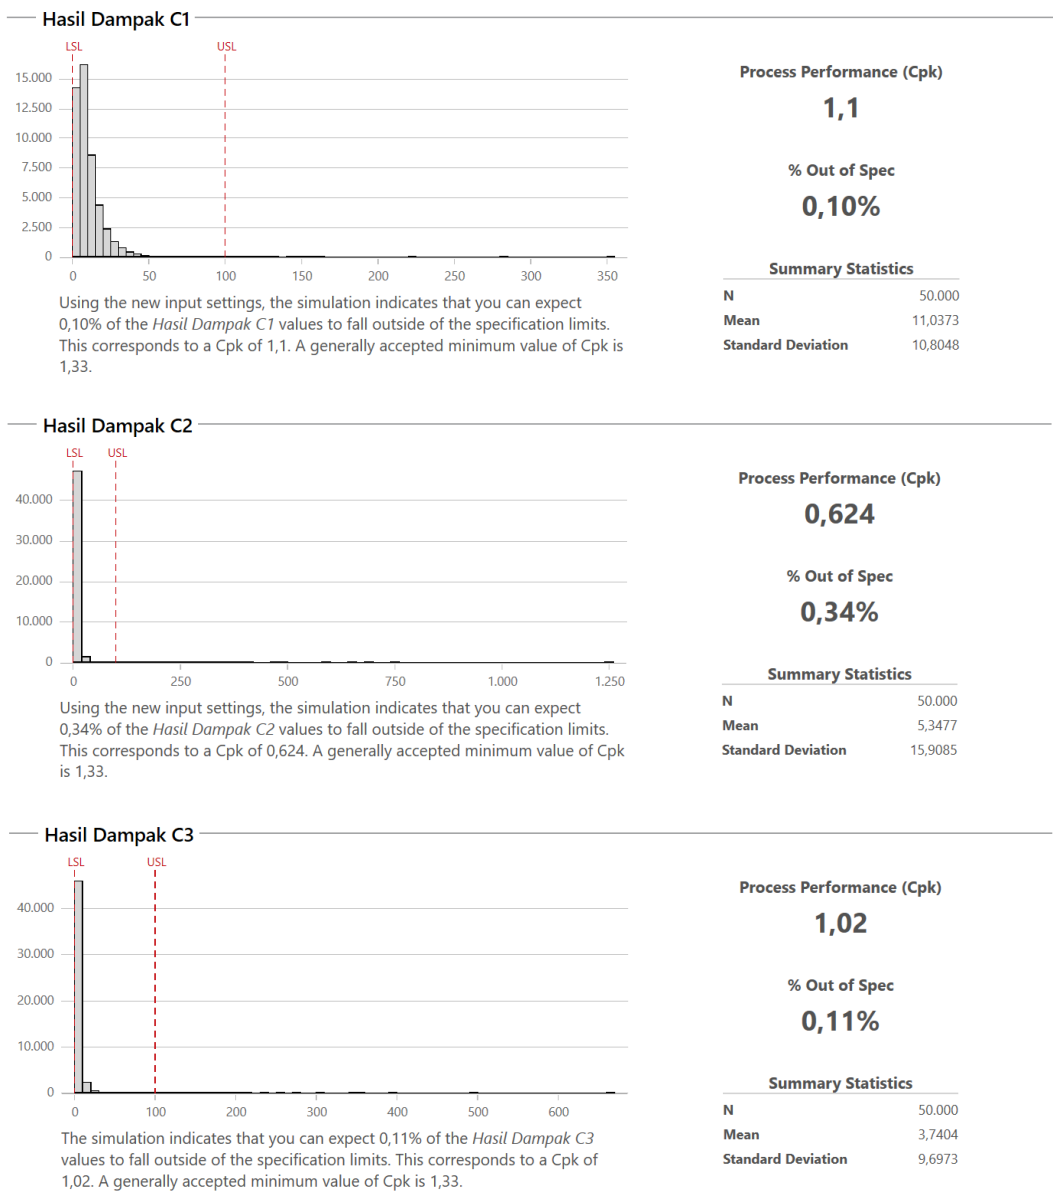 Hasil Dampak C1
LSL
USL
15.000
12.500
10.000
7.500
5.000
2.500
0
0
50
100
150
200
250
300
350
Using the new input settings, the simulation indicates that you can expect
0,10% of the Hasil Dampak C1 values to fall outside of the specification limits.
This corresponds to a Cpk of 1,1. A generally accepted minimum value of Cpk is
1,33.
Process Performance (Cpk)
1,1
% Out of Spec
0,10%
Summary Statistics
N 50.000
Mean 11,0373
Standard Deviation 10,8048
Hasil Dampak C2
LSL
USL
40.000
30.000
20.000
10.000
0
0
250
500
750
1.000
1.250
Using the new input settings, the simulation indicates that you can expect
0,34% of the Hasil Dampak C2 values to fall outside of the specification limits.
This corresponds to a Cpk of 0,624. A generally accepted minimum value of Cpk
is 1,33.
Process Performance (Cpk)
0,624
% Out of Spec
0,34%
Summary Statistics
N 50.000
Mean 5,3477
Standard Deviation 15,9085
Hasil Dampak C3
LSL
USL
40.000
30.000
20.000
10.000
0
0
100
200
300
400
500
600
The simulation indicates that you can expect 0,11% of the Hasil Dampak C3
values to fall outside of the specification limits. This corresponds to a Cpk of
1,02. A generally accepted minimum value of Cpk is 1,33.
Process Performance (Cpk)
1,02
% Out of Spec
0,11%
Summary Statistics
N 50.000
Mean 3,7404
Standard Deviation 9,6973